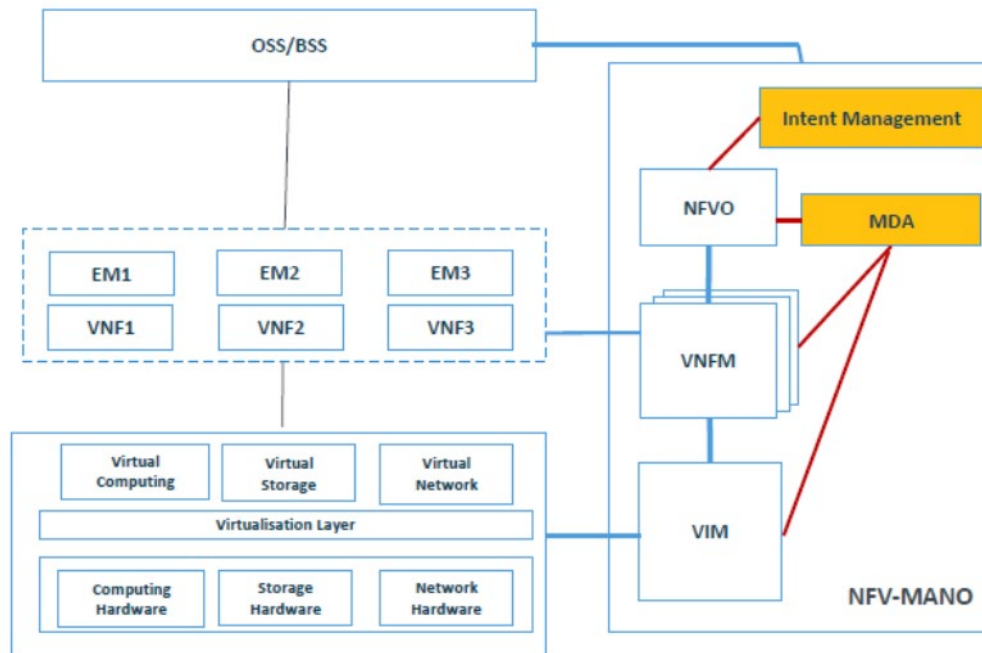 OSS/BSS
Intent Management
NFVO
MDA
EM1
EM2
EM3
VNF1
VNF2
VNF3
VNFM
Virtual
Computing
Virtual
Storage
Virtual
Network
Virtualisation Layer
VIM
Computing
Hardware
Storage
Hardware
Network
Hardware
NFV-MANO